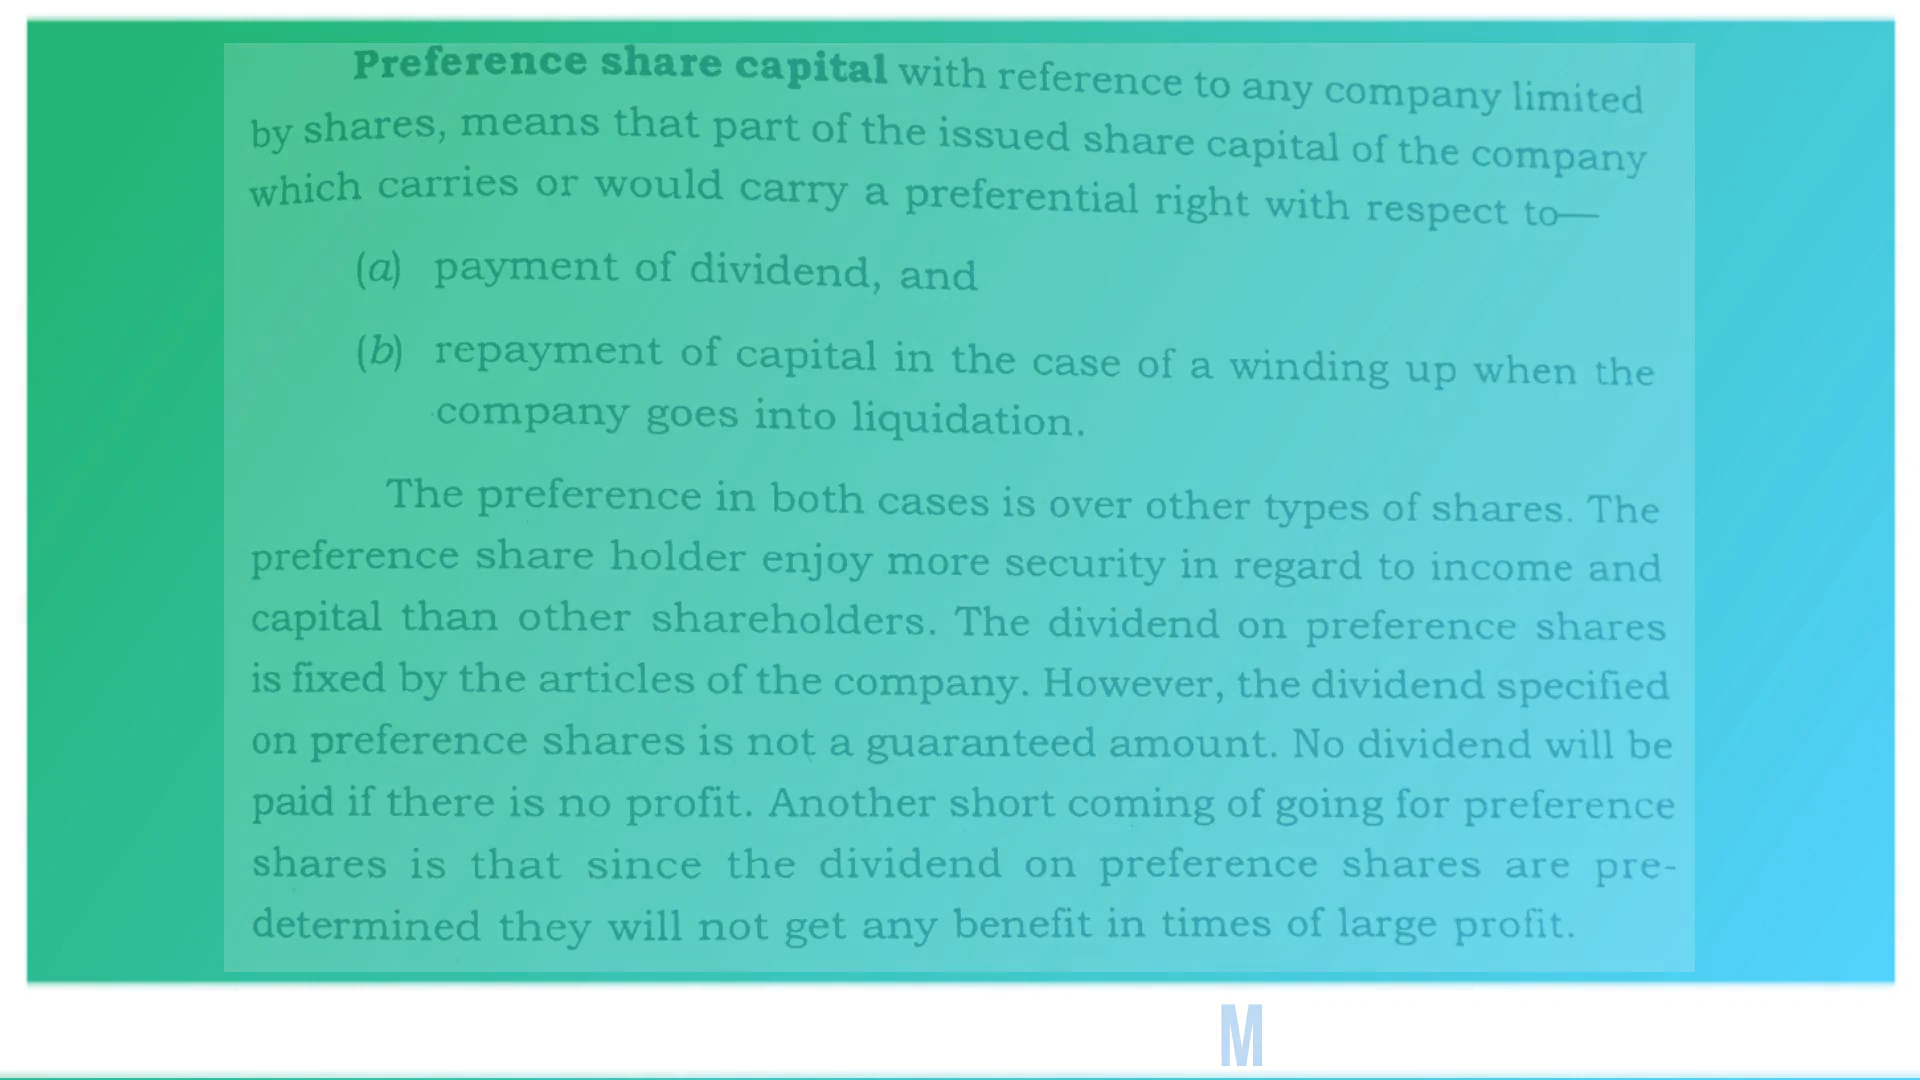 Preference share capital with reference to any company limited
by shares, means that part of the issued share capital of the company
which carries or would carry a preferential right with respect to—
(a) payment of dividend, and
(b) repayment of capital in the case of a winding up when the
company goes into liquidation.
The preference in both cases is over other types of shares. The
preference share holder enjoy more security in regard to income and
capital than other shareholders. The dividend on preference shares
is fixed by the articles of the company. However, the dividend specified
on preference shares is not a guaranteed amount. No dividend will be
paid if there is no profit. Another short coming of going for preference
shares is that since the dividend on preference shares are pre-
determined they will not get any benefit in times of large profit.
M